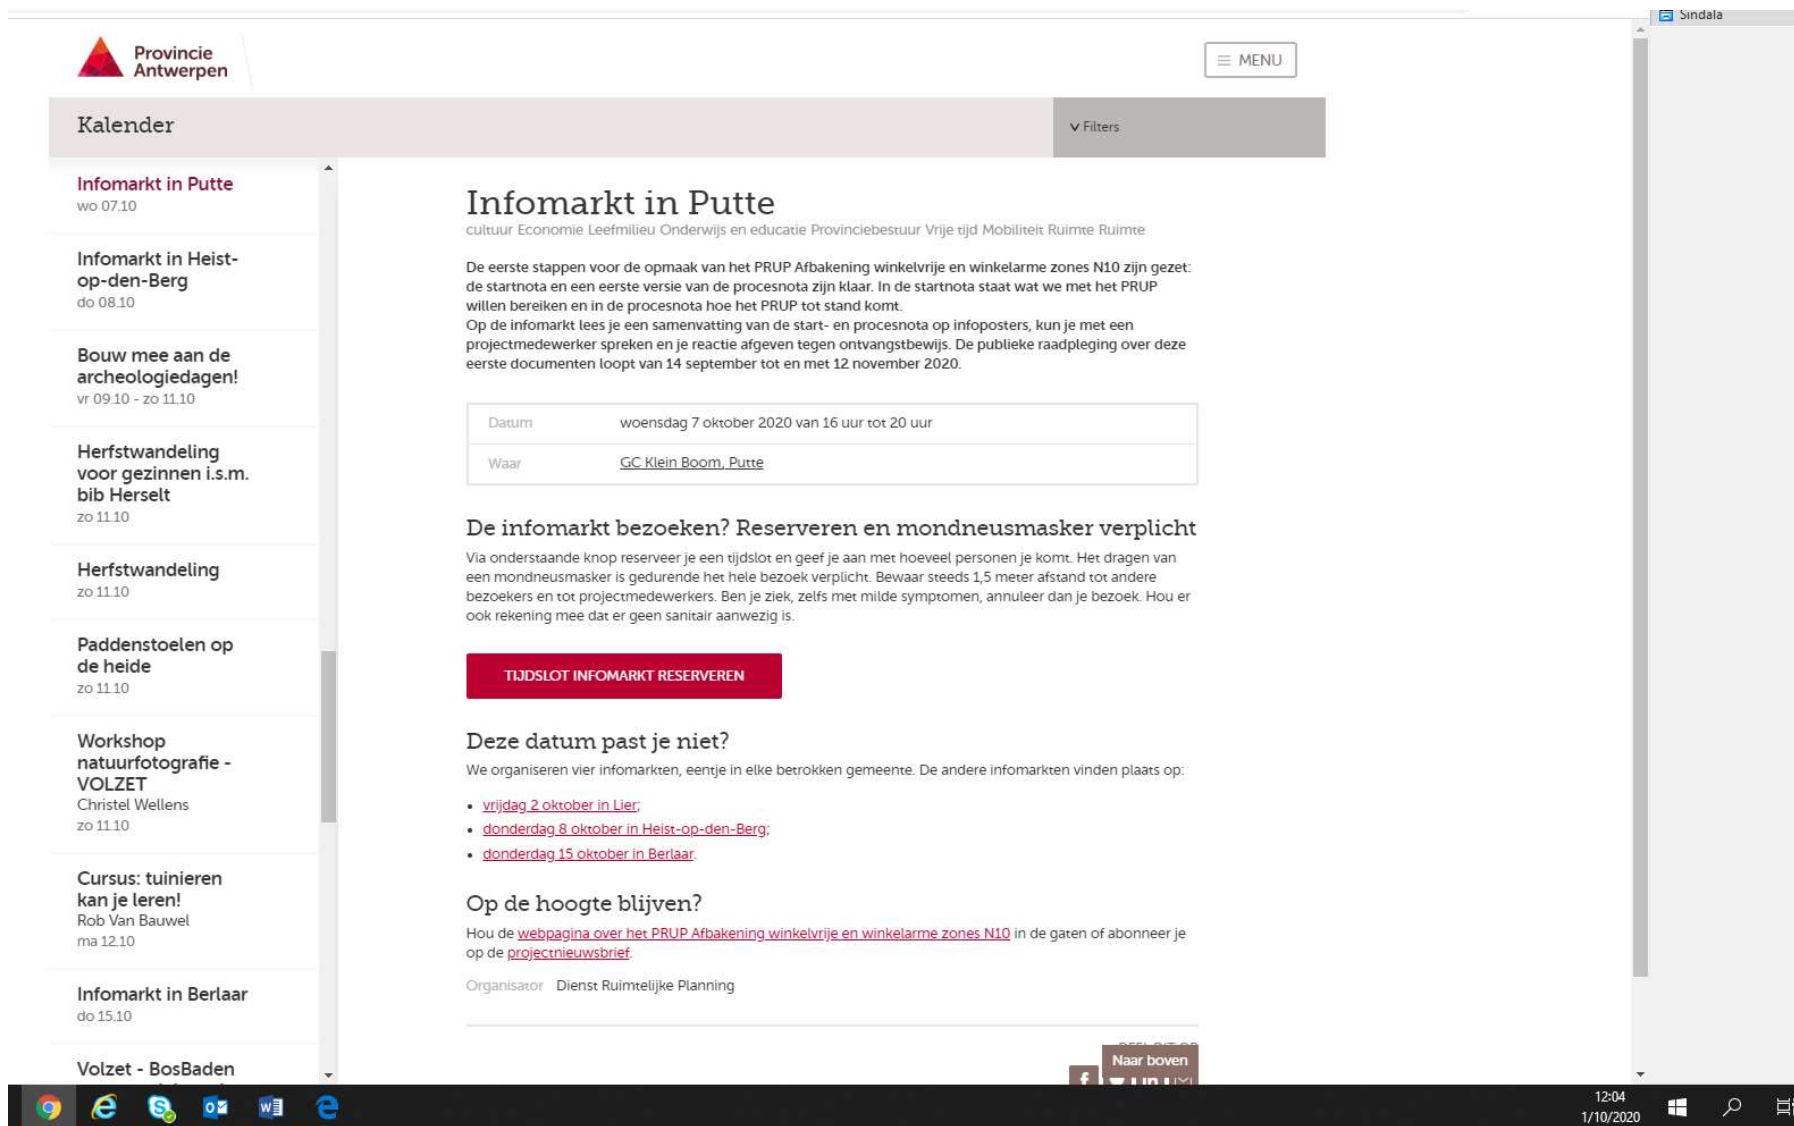 Sindala
Provincie
Antwerpen
MENU
Kalender
Filters
Infomarkt in Putte
wo 07.10
Infomarkt in Heist-
op-den-Berg
do 08.10
Bouw mee aan de
archeologiedagen!
vr 09.10 - zo 11.10
Herfstwandeling
voor gezinnen i.s.m.
bib Herselt
zo 11.10
Herfstwandeling
zo 11.10
Paddenstoelen op
de heide
zo 11.10
Workshop
natuurfotografie -
VOLZET
Christel Wellens
zo 11.10
Cursus: tuinieren
kan je leren!
Rob Van Bauwel
ma 12.10
Infomarkt in Berlaar
do 15.10
Volzet - BosBaden
Infomarkt in Putte
cultuur Economie Leefmilieu Onderwijs en educatie Provinciebestuur Vrije tijd Mobiliteit Ruimte Ruimte
De eerste stappen voor de opmaak van het PRUP Afbakening winkelvrije en winkelarme zones N10 zijn gezet:
de startnota en een eerste versie van de procesnota zijn klaar. In de startnota staat wat we met het PRUP
willen bereiken en in de procesnota hoe het PRUP tot stand komt.
Op de infomarkt lees je een samenvatting van de start- en procesnota op infoposters, kun je met een
projectmedewerker spreken en je reactie afgeven tegen ontvangstbewijs. De publieke raadpleging over deze
eerste documenten loopt van 14 september tot en met 12 november 2020.
Datum woensdag 7 oktober 2020 van 16 uur tot 20 uur
Waar GC Klein Boom, Putte
De infomarkt bezoeken? Reserveren en mondneusmasker verplicht
Via onderstaande knop reserveer je een tijdslot en geef je aan met hoeveel personen je komt. Het dragen van
een mondneusmasker is gedurende het hele bezoek verplicht. Bewaar steeds 1,5 meter afstand tot andere
bezoekers en tot projectmedewerkers. Ben je ziek, zelfs met milde symptomen, annuleer dan je bezoek. Hou er
ook rekening mee dat er geen sanitair aanwezig is.
TIJDSLOT INFOMARKT RESERVEREN
Deze datum past je niet?
We organiseren vier infomarkten, eentje in elke betrokken gemeente. De andere infomarkten vinden plaats op:
• vrijdag 2 oktober in Lier;
• donderdag 8 oktober in Heist-op-den-Berg;
• donderdag 15 oktober in Berlaar.
Op de hoogte blijven?
Hou de webpagina over het PRUP Afbakening winkelvrije en winkelarme zones N10 in de gaten of abonneer je
op de projectnieuwsbrief.
Organisator Dienst Ruimtelijke Planning
Naar boven
12:04
1/10/2020